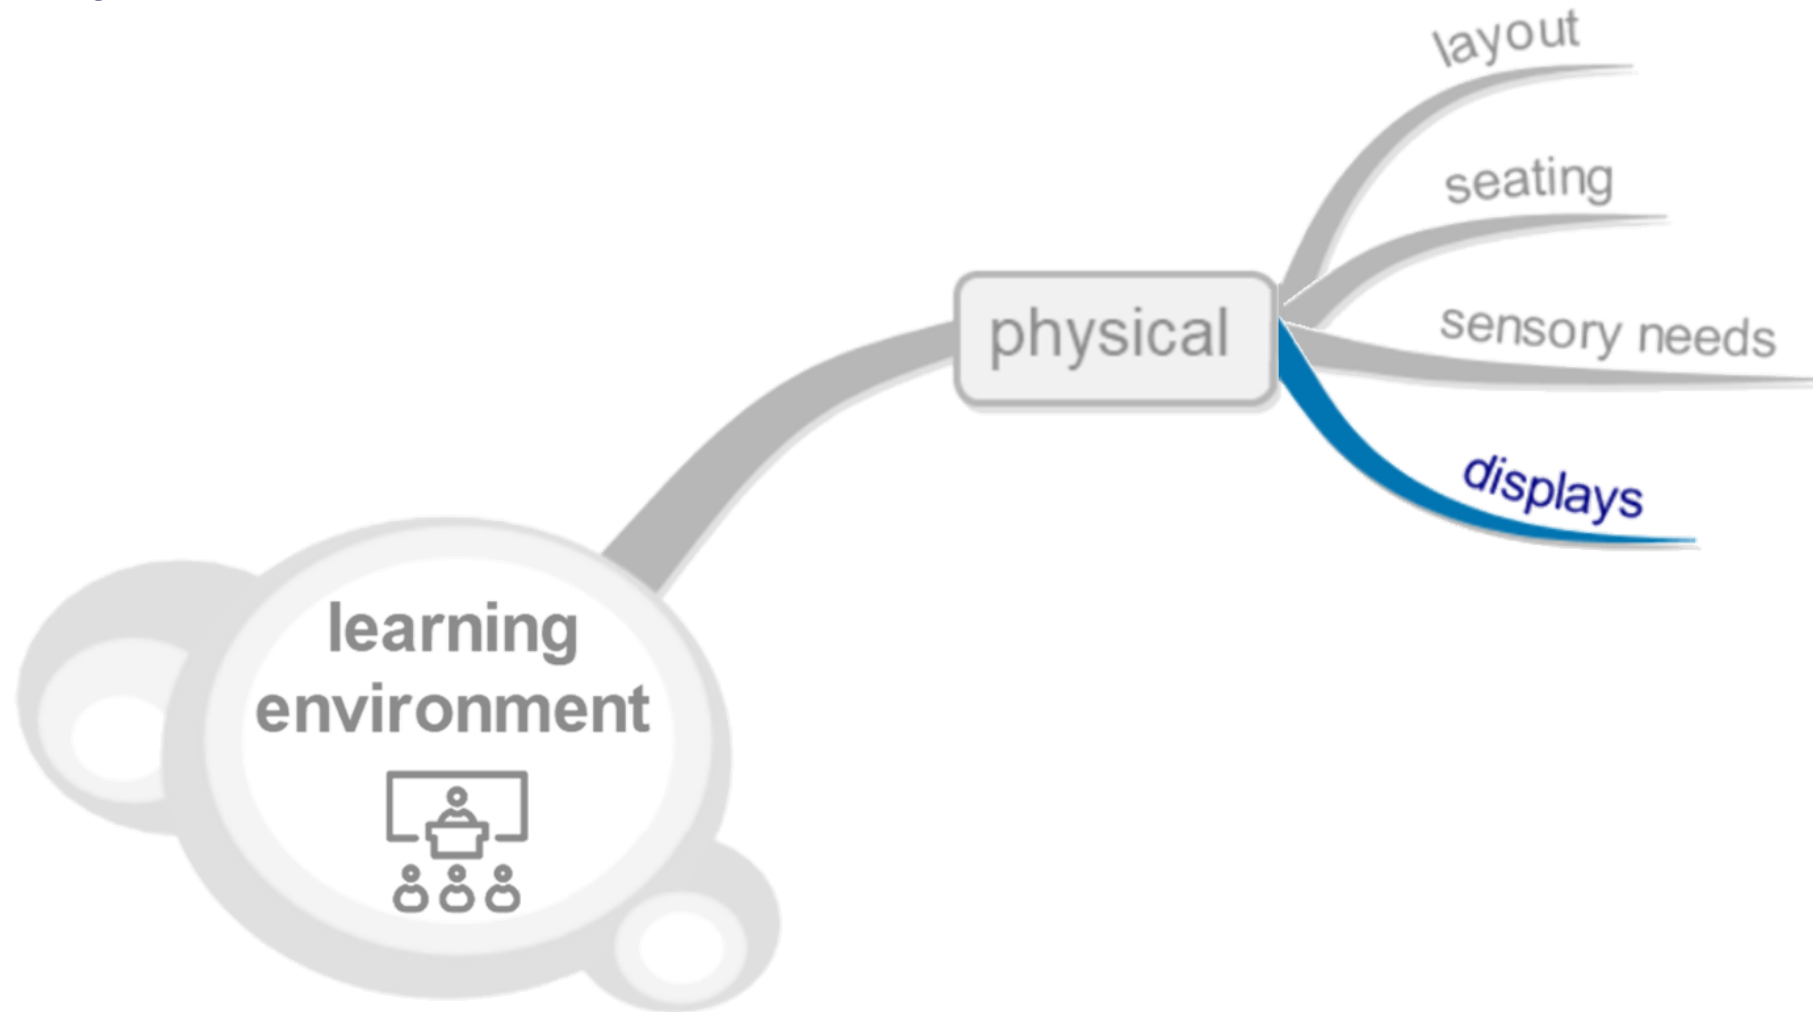 layout
seating
physical
sensory needs
displays
learning
environment